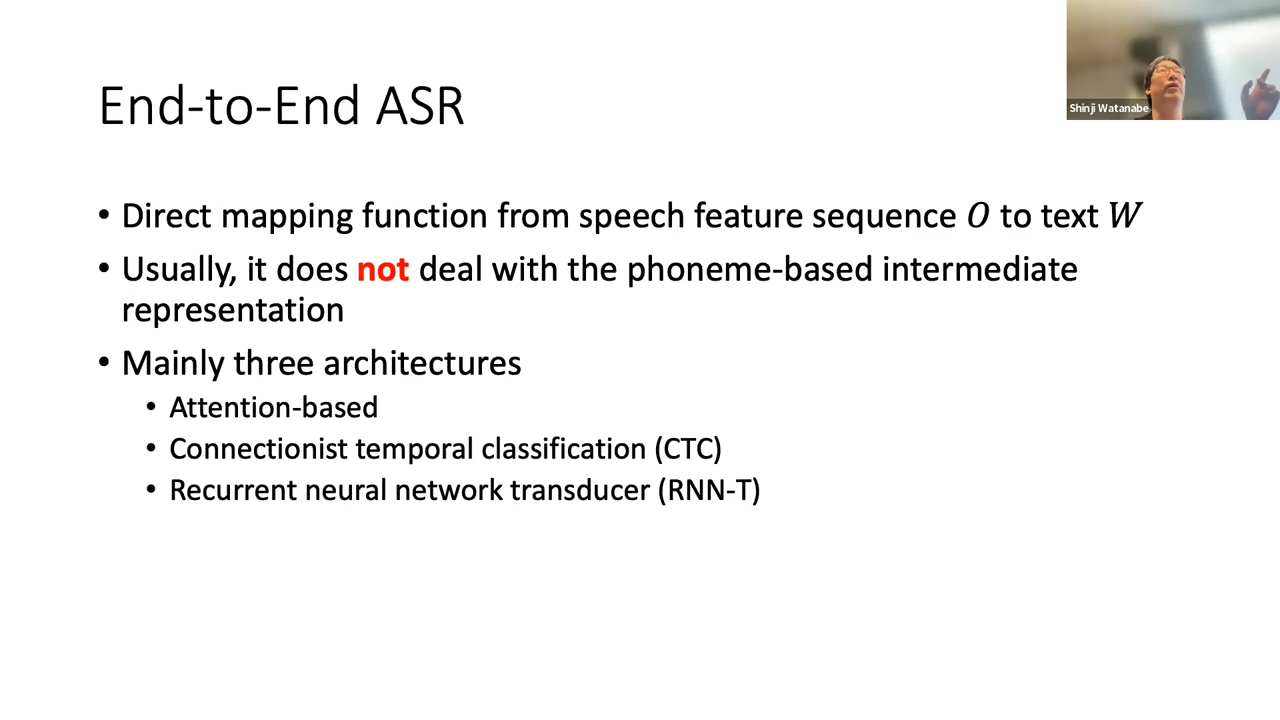 End-to-End ASR
Shinji Watanabe
• Direct mapping function from speech feature sequence O to text W
• Usually, it does not deal with the phoneme-based intermediate
representation
• Mainly three architectures
• Attention-based
• Connectionist temporal classification (CTC)
• Recurrent neural network transducer (RNN-T)